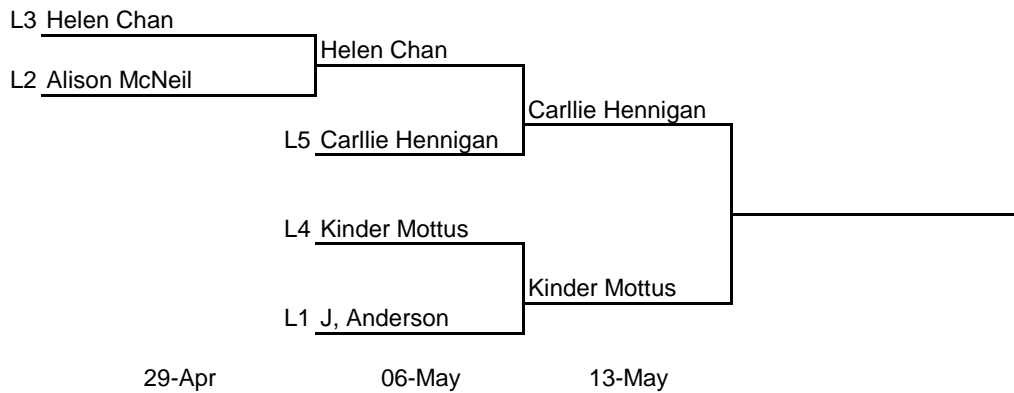 L3 Helen Chan
Helen Chan
L2 Alison McNeil
Carllie Hennigan
L5 Carllie Hennigan
L4 Kinder Mottus
Kinder Mottus
L1 J, Anderson
29-Apr 06-May 13-May